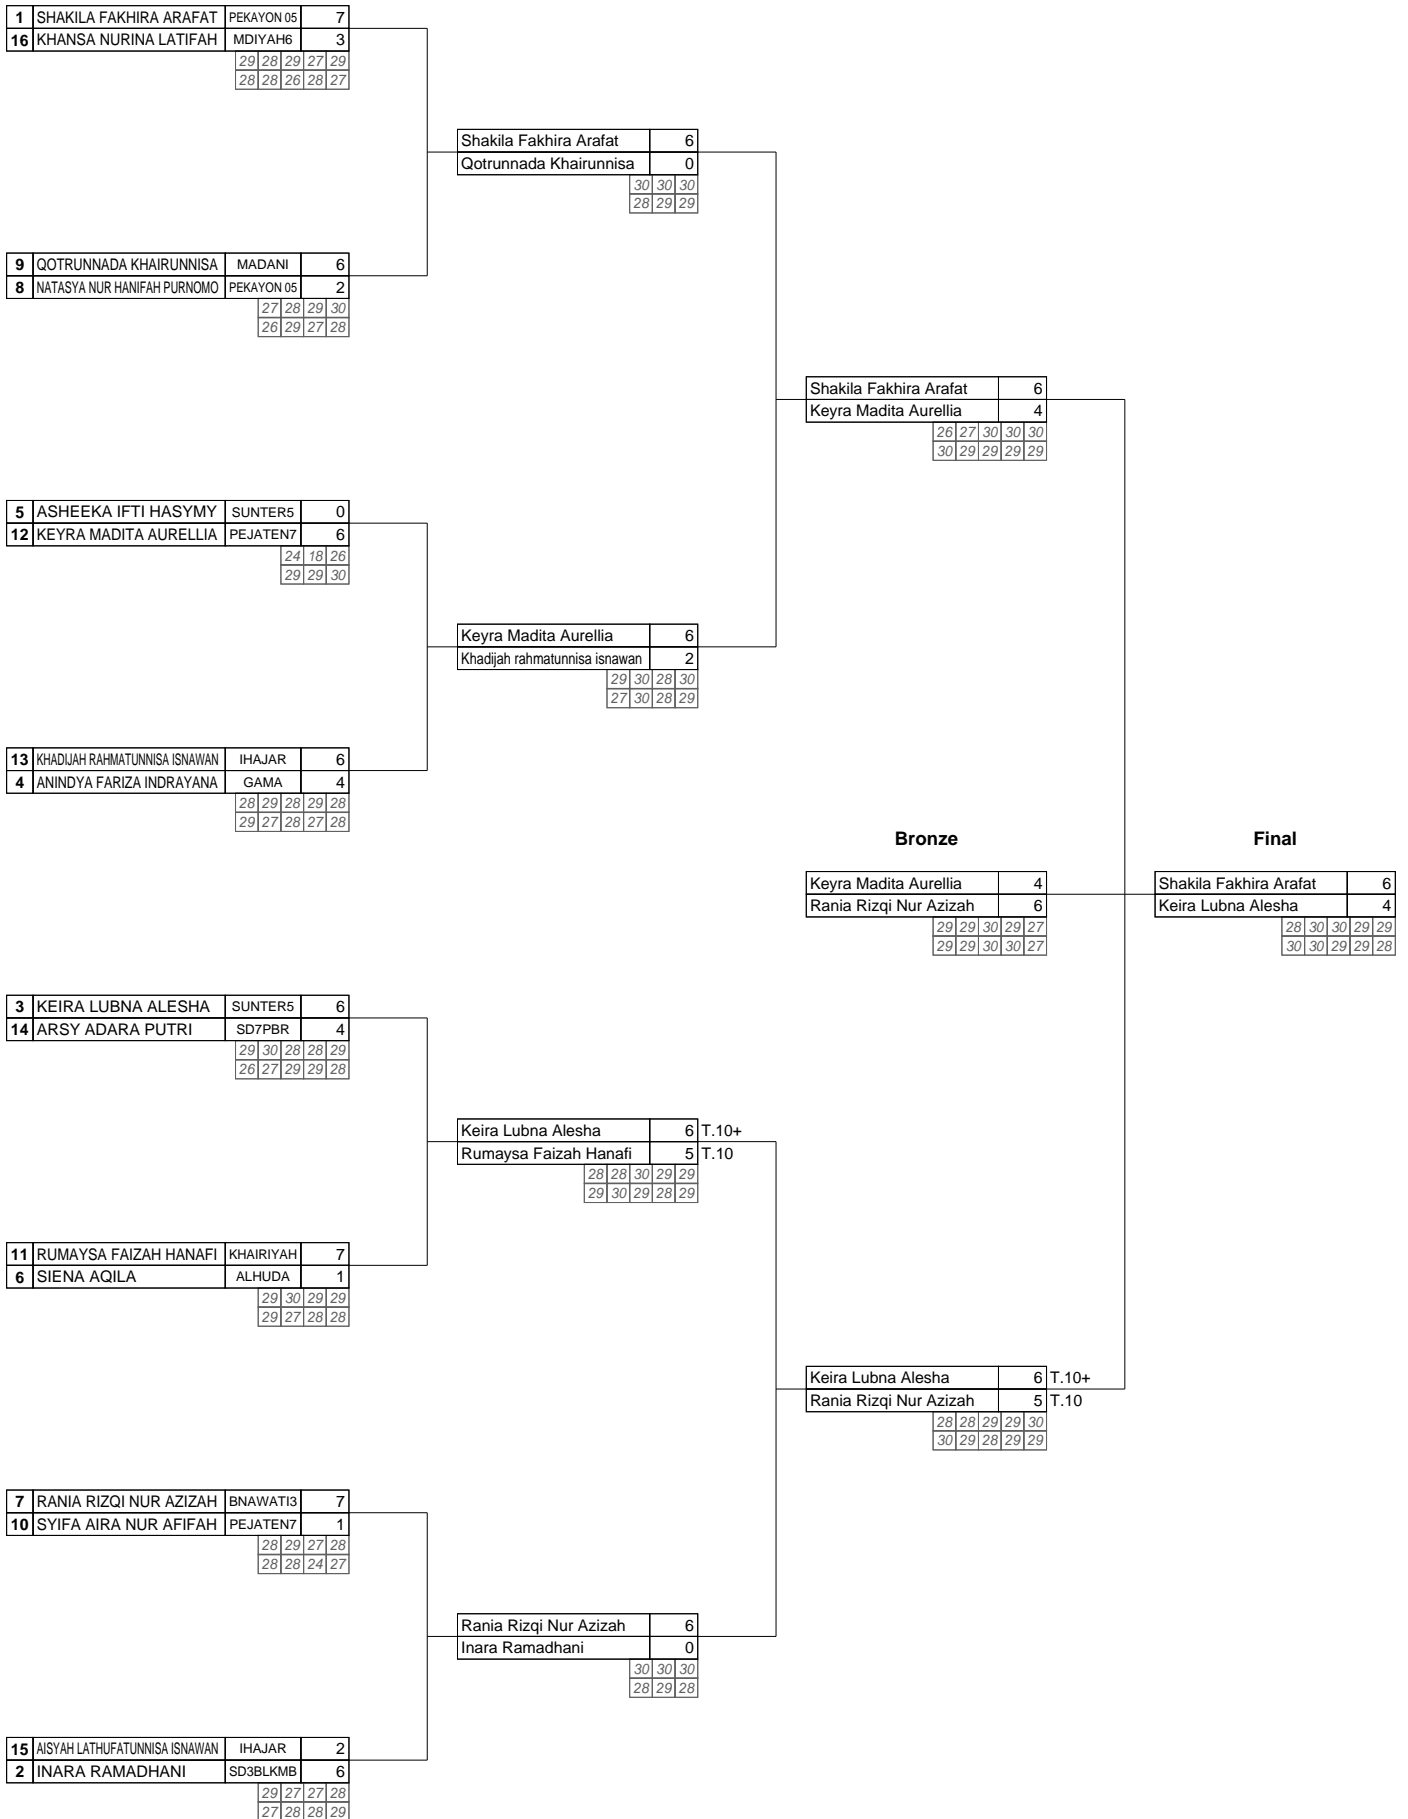 1 SHAKILA FAKHIRA ARAFAT PEKAYON 05 7
16 KHANSA NURINA LATIFAH MDIYAH6 3
29 28 29 27 29
28 28 26 28 27
Shakila Fakhira Arafat 6
Qotrunnada Khairunnisa 0
30 30 30
28 29 29
9 QOTRUNNADA KHAIRUNNISA MADANI 6
8 NATASYA NUR HANIFAH PURNOMO PEKAYON 05 2
27 28 29 30
26 29 27 28
Shakila Fakhira Arafat 6
Keyra Madita Aurellia 4
26 27 30 30 30
30 29 29 29 29
5 ASHEEKA IFTI HASYMY SUNTER5 0
12 KEYRA MADITA AURELLIA PEJATEN7 6
24 18 26
29 29 30
Keyra Madita Aurellia 6
Khadijah rahmatunnisa isnawan 2
29 30 28 30
27 30 28 29
13 KHADIJAH RAHMATUNNISA ISNAWAN IHAJAR 6
4 ANINDYA FARIZA INDRAYANA GAMA 4
28 29 28 29 28
29 27 28 27 28
Bronze
Keyra Madita Aurellia 4
Rania Rizqi Nur Azizah 6
29 29 30 29 27
29 29 30 30 27
Final
Shakila Fakhira Arafat 6
Keira Lubna Alesha 4
28 30 30 29 29
30 30 29 29 28
3 KEIRA LUBNA ALESHA SUNTER5 6
14 ARSY ADARA PUTRI SD7PBR 4
29 30 28 28 29
26 27 29 29 28
Keira Lubna Alesha 6 T.10+
Rumaysa Faizah Hanafi 5 T.10
28 28 30 29 29
29 30 29 28 29
11 RUMAYSA FAIZAH HANAFI KHAIRIYAH 7
6 SIENA AQILA ALHUDA 1
29 30 29 29
29 27 28 28
Keira Lubna Alesha 6 T.10+
Rania Rizqi Nur Azizah 5 T.10
28 28 29 29 30
30 29 28 29 29
7 RANIA RIZQI NUR AZIZAH BNAWATI3 7
10 SYIFA AIRA NUR AFIFAH PEJATEN7 1
28 29 27 28
28 28 24 27
Rania Rizqi Nur Azizah 6
Inara Ramadhani 0
30 30 30
28 29 28
15 AISYAH LATHUFATUNNISA ISNAWAN IHAJAR 2
2 INARA RAMADHANI SD3BLKMB 6
29 27 27 28
27 28 28 29